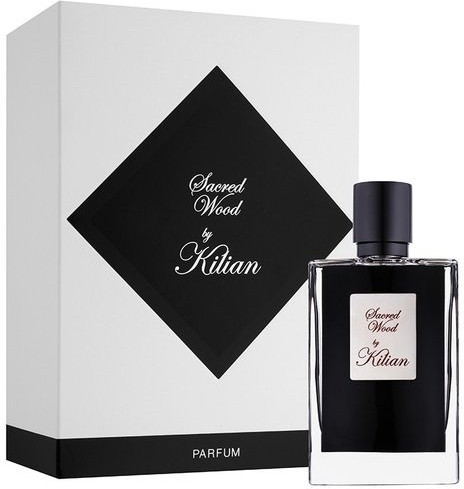 Sacred
Wood
by
Kilian
PARFUM
Sacred
Wood
by
Kilian